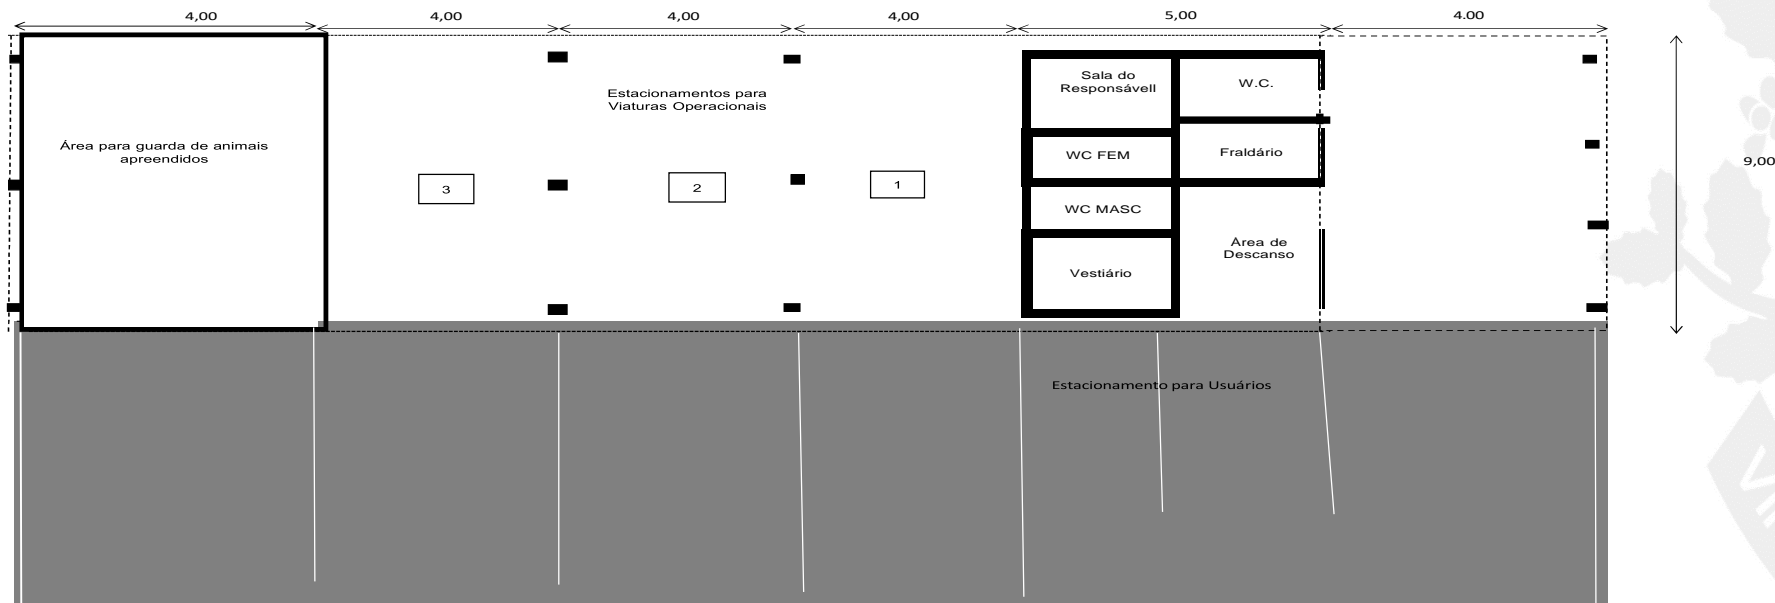 4,00
4,00
4,00
4,00
5,00
4.00
Sala do
Responsávell
W.C.
Estacionamentos para
Viaturas Operacionais
Área para guarda de animais
apreendidos
WC FEM
Fraldário
9,00
3
2
1
WC MASC
Área de
Descanso
Vestiário
Estacionamento para Usuários